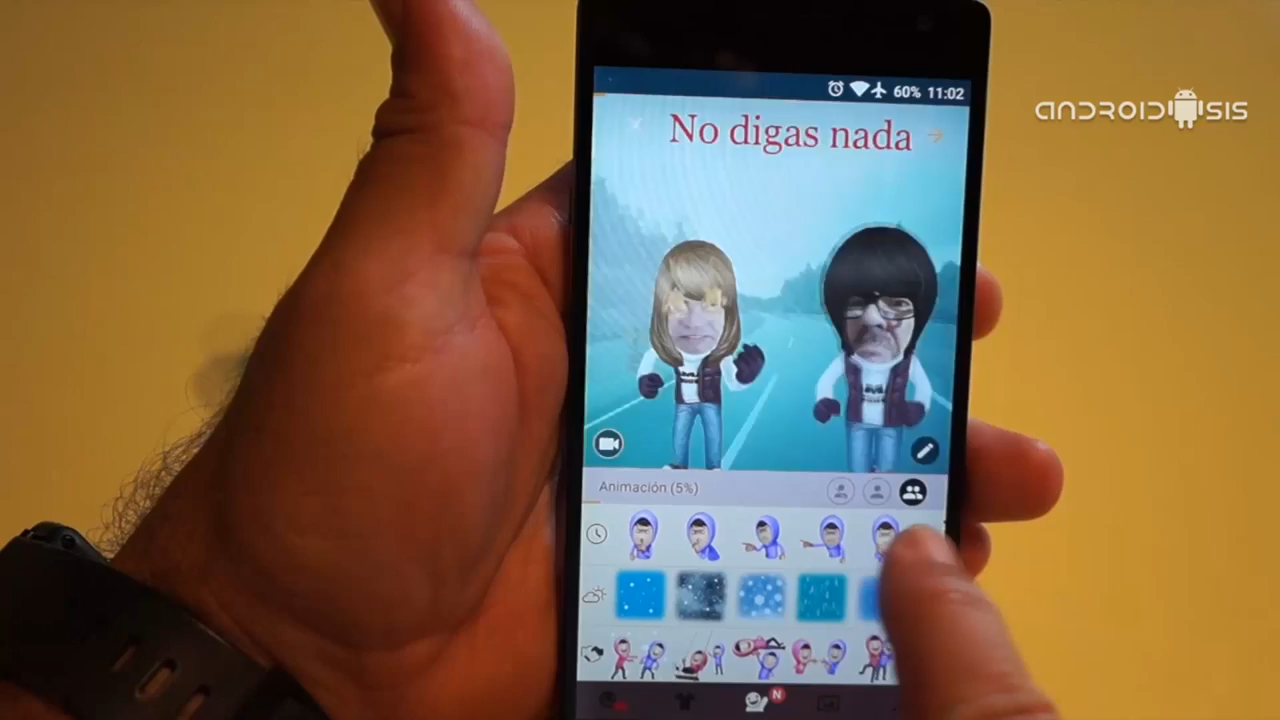 60% 11:02
ANDROIDSIS
No digas nada
Animación (5%)
N